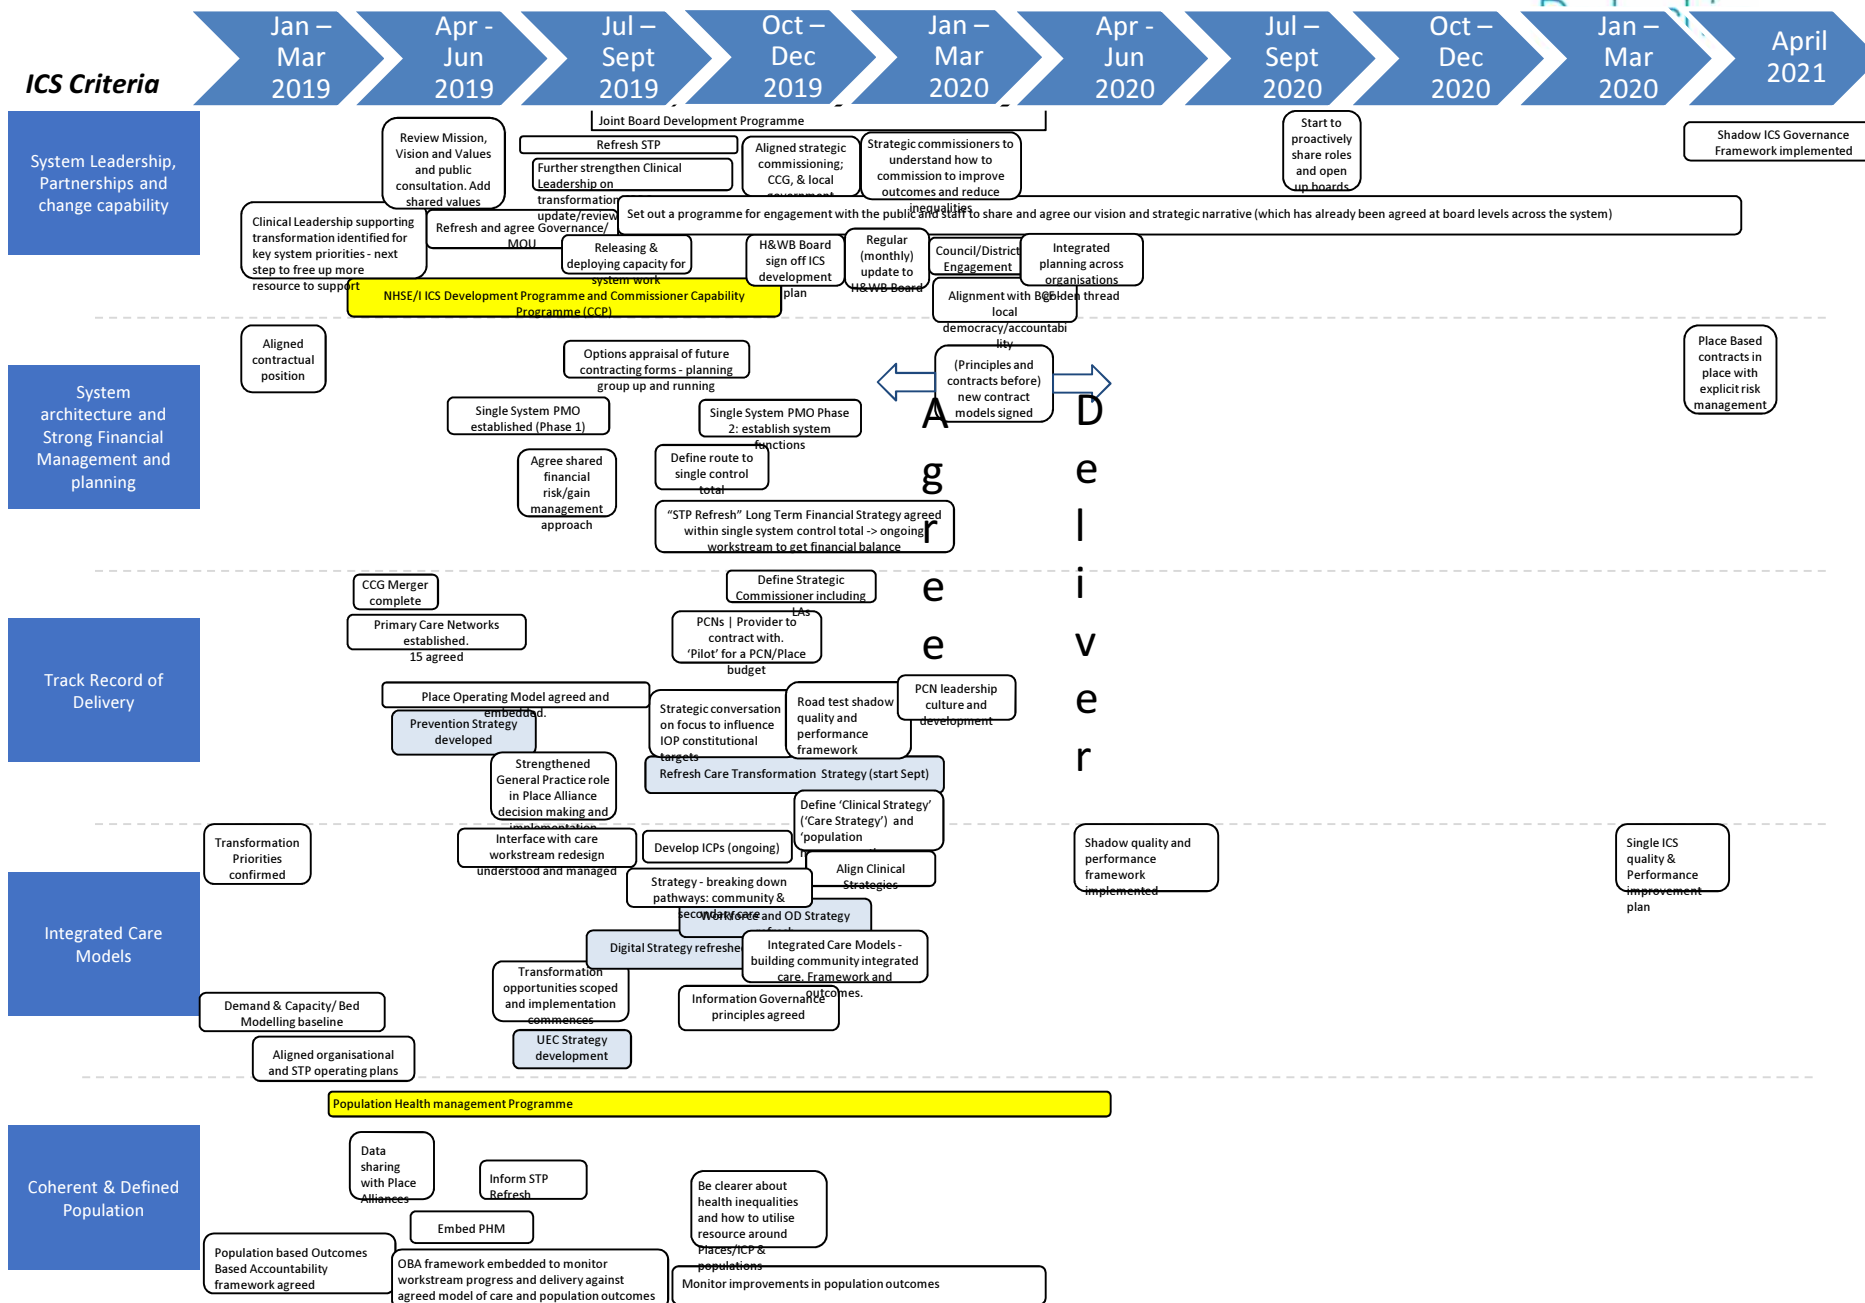 ICS Criteria
Jan –
Mar
2019
Apr -
Jun
2019
Jul –
Sept
2019
Oct –
Dec
2019
Jan –
Mar
2020
Apr -
Jun
2020
Jul –
Sept
2020
Oct –
Dec
2020
Jan –
Mar
2020
April
2021
System Leadership,
Partnerships and
change capability
Joint Board Development Programme
Review Mission,
Vision and Values
and public
consultation. Add
shared values
Refresh STP
Further strengthen Clinical
Leadership on
transformation
update/review
Aligned strategic
commissioning;
CCG, & local
government
Strategic commissioners to
understand how to
commission to improve
outcomes and reduce
inequalities
Start to
proactively
share roles
and open
up boards
Shadow ICS Governance
Framework implemented
Clinical Leadership supporting
transformation identified for
key system priorities - next
step to free up more
resource to support
Refresh and agree Governance/
MOU
Set out a programme for engagement with the public and staff to share and agree our vision and strategic narrative (which has already been agreed at board levels across the system)
Releasing &
deploying capacity for
system work
H&WB Board
sign off ICS
development
plan
Regular
(monthly)
update to
H&WB Board
Council/District
Engagement
Integrated
planning across
organisations
golden thread
Alignment with BGF -
local
democracy/accountabi
lity
NHSE/I ICS Development Programme and Commissioner Capability
Programme (CCP)
System
architecture and
Strong Financial
Management and
planning
Aligned
contractual
position
Options appraisal of future
contracting forms - planning
group up and running
(Principles and
contracts before)
new contract
models signed
Place Based
contracts in
place with
explicit risk
management
Single System PMO
established (Phase 1)
Single System PMO Phase
2: establish system
functions
Agree shared
financial
risk/gain
management
approach
Define route to
single control
total
"STP Refresh" Long Term Financial Strategy agreed
within single system control total -> ongoing
workstream to get financial balance
A
g
r
e
e
D
e
l
i
v
e
r
Track Record of
Delivery
CCG Merger
complete
Primary Care Networks
established.
15 agreed
Define Strategic
Commissioner including
LAs
PCNs | Provider to
contract with.
‘Pilot’ for a PCN/Place
budget
Place Operating Model agreed and
embedded.
Prevention Strategy
developed
Strategic conversation
on focus to influence
IOP constitutional
targets
Road test shadow
quality and
performance
framework
PCN leadership
culture and
development
Strengthened
General Practice role
in Place Alliance
decision making and
implementation
Refresh Care Transformation Strategy (start Sept)
Define ‘Clinical Strategy’
(‘Care Strategy’) and
‘population
Integrated Care
Models
Transformation
Priorities
confirmed
Interface with care
workstream redesign
understood and managed
Develop ICPs (ongoing)
Align Clinical
Strategies
Shadow quality and
performance
framework
implemented
Single ICS
quality &
Performance
improvement
plan
Strategy - breaking down
pathways: community &
secondary care
Workforce and OD Strategy
refresh
Digital Strategy refreshed
Integrated Care Models -
building community integrated
care. Framework and
outcomes.
Transformation
opportunities scoped
and implementation
commences
Information Governance
principles agreed
Demand & Capacity/ Bed
Modelling baseline
UEC Strategy
development
Aligned organisational
and STP operating plans
Coherent & Defined
Population
Population Health management Programme
Data
sharing
with Place
Alliances
Inform STP
Refresh
Embed PHM
Be clearer about
health inequalities
and how to utilise
resource around
Places/ICP &
populations
Population based Outcomes
Based Accountability
framework agreed
OBA framework embedded to monitor
workstream progress and delivery against
agreed model of care and population outcomes
Monitor improvements in population outcomes